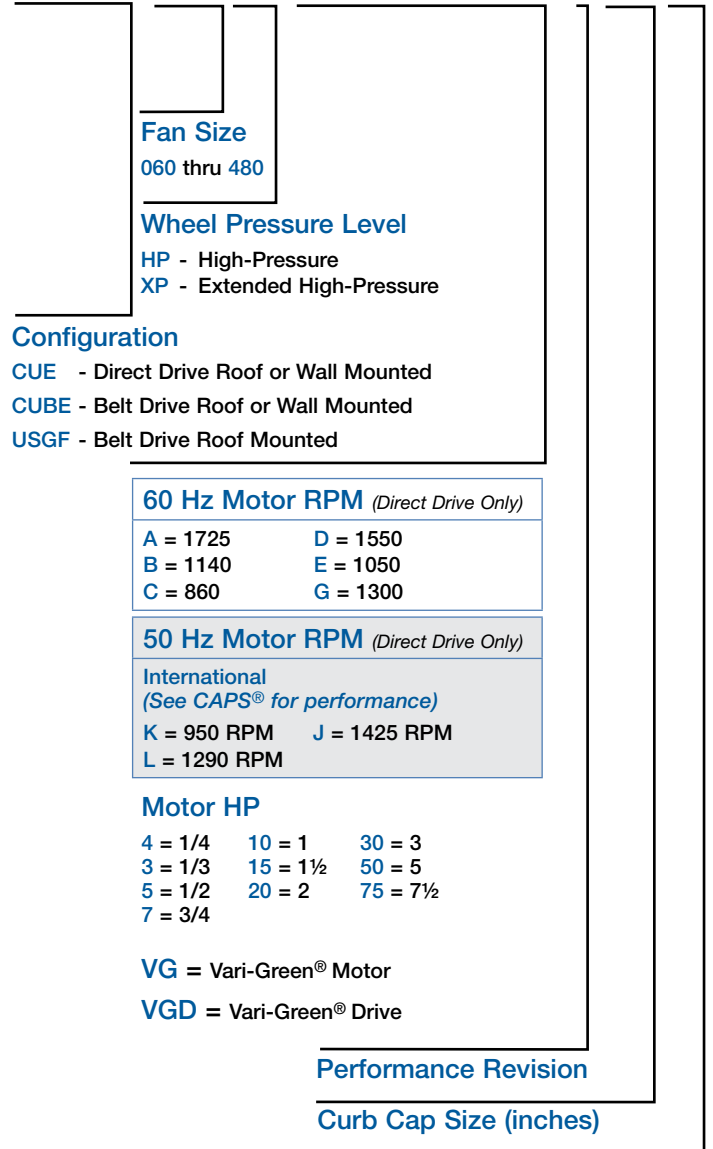 Fan Size
060 thru 480
Wheel Pressure Level
HP - High-Pressure
XP - Extended High-Pressure
Configuration
CUE - Direct Drive Roof or Wall Mounted
CUBE - Belt Drive Roof or Wall Mounted
USGF - Belt Drive Roof Mounted
60 Hz Motor RPM (Direct Drive Only)
A = 1725 D = 1550
B = 1140 E = 1050
C = 860 G = 1300
50 Hz Motor RPM (Direct Drive Only)
International
(See CAPS® for performance)
K = 950 RPM J = 1425 RPM
L = 1290 RPM
Motor HP
4 = 1/4 10 = 1 30 = 3
3 = 1/3 15 = 1½ 50 = 5
5 = 1/2 20 = 2 75 = 7½
7 = 3/4
VG = Vari-Green® Motor
VGD = Vari-Green® Drive
Performance Revision
Curb Cap Size (inches)